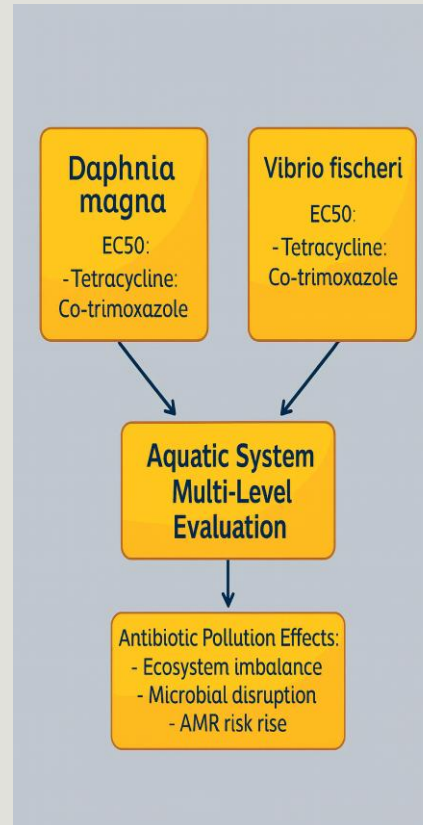 Daphnia
magna
EC50:
- Tetracycline:
Co-trimoxazole
Vibrio fischeri
EC50:
- Tetracycline:
Co-trimoxazole
Aquatic System
Multi-Level
Evaluation
Antibiotic Pollution Effects:
- Ecosystem imbalance
- Microbial disruption
- AMR risk rise